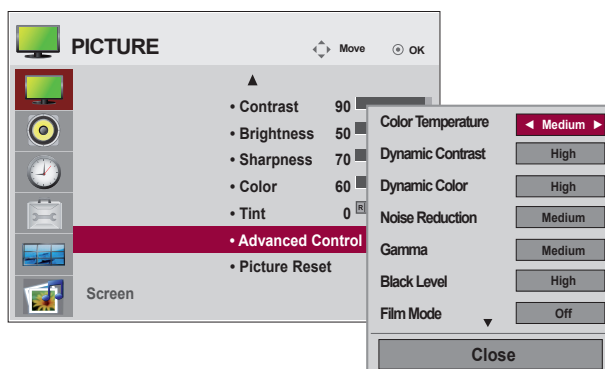 PICTURE
Move
OK
• Contrast 90
• Brightness 50
• Sharpness 70
• Color 60
• Tint 0 R
• Advanced Control
• Picture Reset
Screen
Color Temperature ◄ Medium ►
Dynamic Contrast High
Dynamic Color High
Noise Reduction Medium
Gamma Medium
Black Level High
Film Mode Off
Close